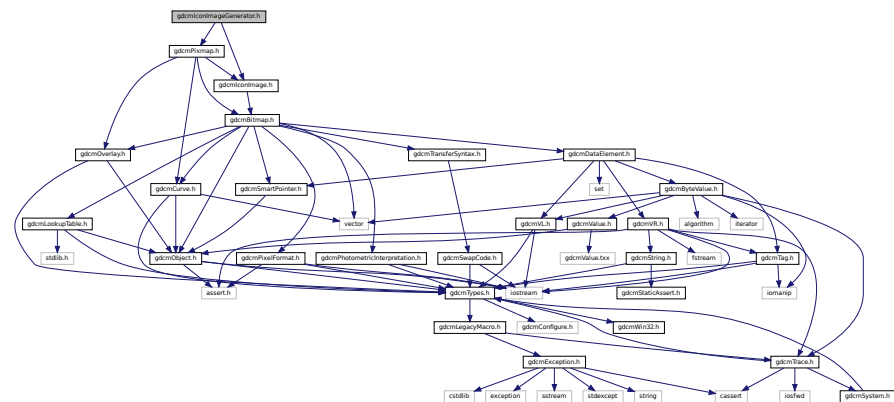 gdcmIconImageGenerator.h
gdcmPixmap.h
gdcmIconImage.h
gdcmBitmap.h
gdcmOverlay.h
gdcmTransferSyntax.h
gdcmDataElement.h
gdcmCurve.h
gdcmSmartPointer.h
set
gdcmByteValue.h
gdcmLookupTable.h
vector
gdcmVL.h
gdcmValue.h
gdcmVR.h
algorithm
iterator
stdlib.h
gdcmObject.h
gdcmPixelFormat.h
gdcmPhotometricInterpretation.h
gdcmSwapCode.h
gdcmValue.txx
gdcmString.h
fstream
gdcmTag.h
assert.h
gdcmTypes.h
iostream
gdcmStaticAssert.h
iomanip
gdcmLegacyMacro.h
gdcmConfigure.h
gdcmWin32.h
gdcmException.h
gdcmTrace.h
cstdlib
exception
sstream
stdexcept
string
cassert
iosfwd
gdcmSystem.h